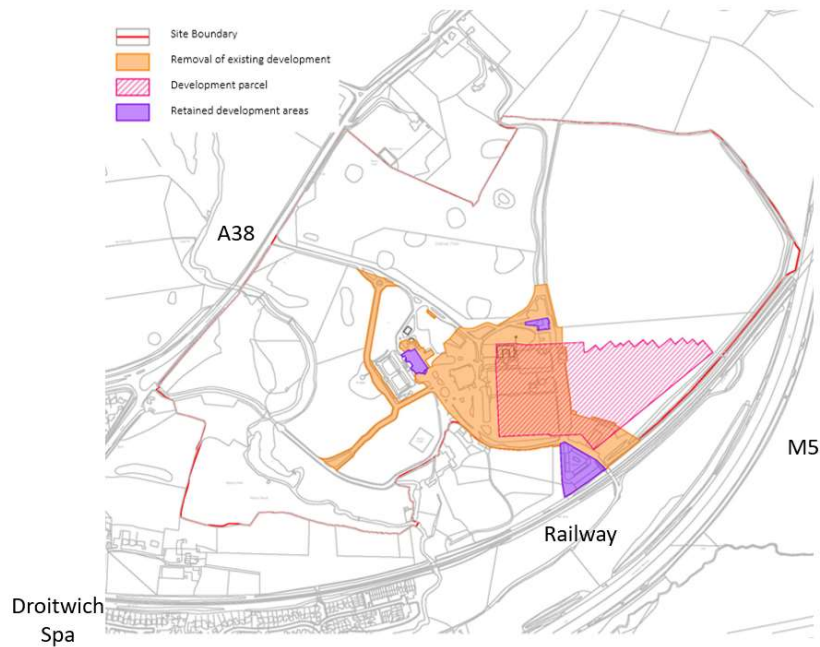 Site Boundary
Removal of existing development
Development parcel
Retained development areas
A38
M5
Railway
Droitwich
Spa